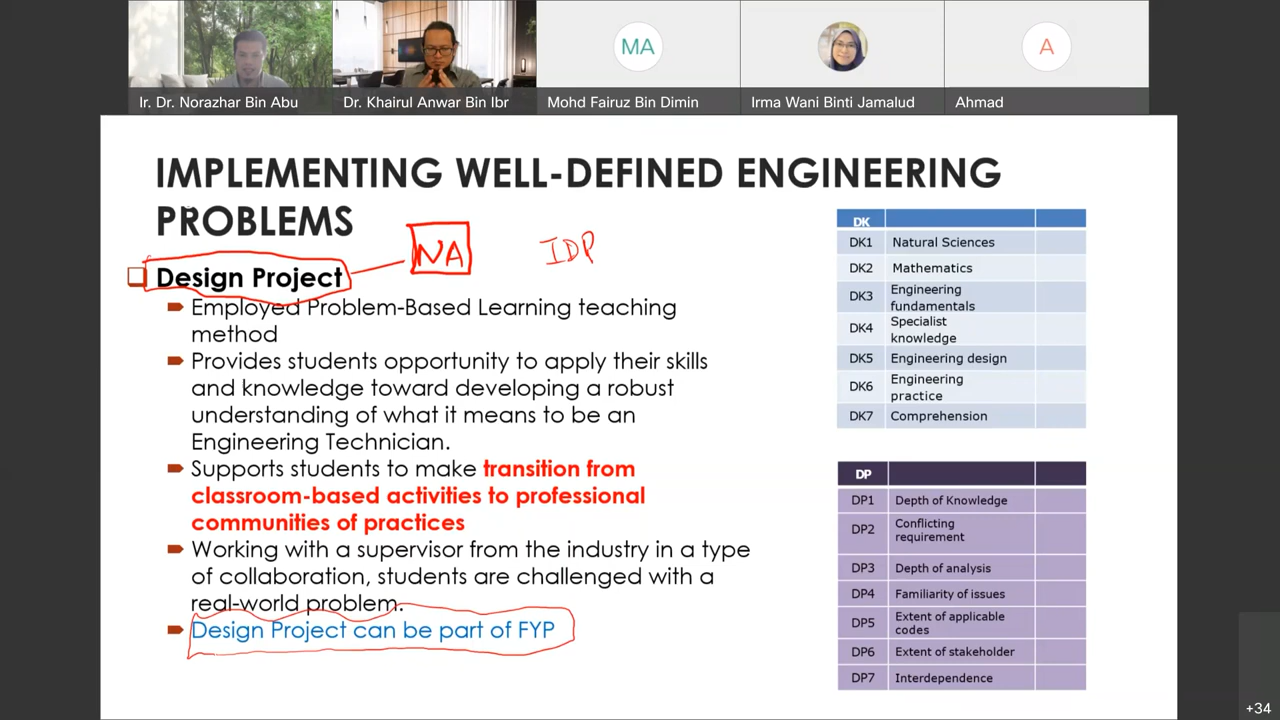 MA
A
Ir. Dr. Norazhar Bin Abu
Dr. Khairul Anwar Bin Ibr
Mohd Fairuz Bin Dimin
Irma Wani Binti Jamalud
Ahmad
IMPLEMENTING WELL-DEFINED ENGINEERING
PROBLEMS
NA
IDP
Design Project
Employed Problem-Based Learning teaching
method
Provides students opportunity to apply their skills
and knowledge toward developing a robust
understanding of what it means to be an
Engineering Technician.
Supports students to make transition from
classroom-based activities to professional
communities of practices
Working with a supervisor from the industry in a type
of collaboration, students are challenged with a
real-world problem.
Design Project can be part of FYP
DK
DK1 Natural Sciences
DK2 Mathematics
DK3 Engineering
fundamentals
DK4 Specialist
knowledge
DK5 Engineering design
DK6 Engineering
practice
DK7 Comprehension
DP
DP1 Depth of Knowledge
DP2 Conflicting
requirement
DP3 Depth of analysis
DP4 Familiarity of issues
DP5 Extent of applicable
codes
DP6 Extent of stakeholder
DP7 Interdependence
+34